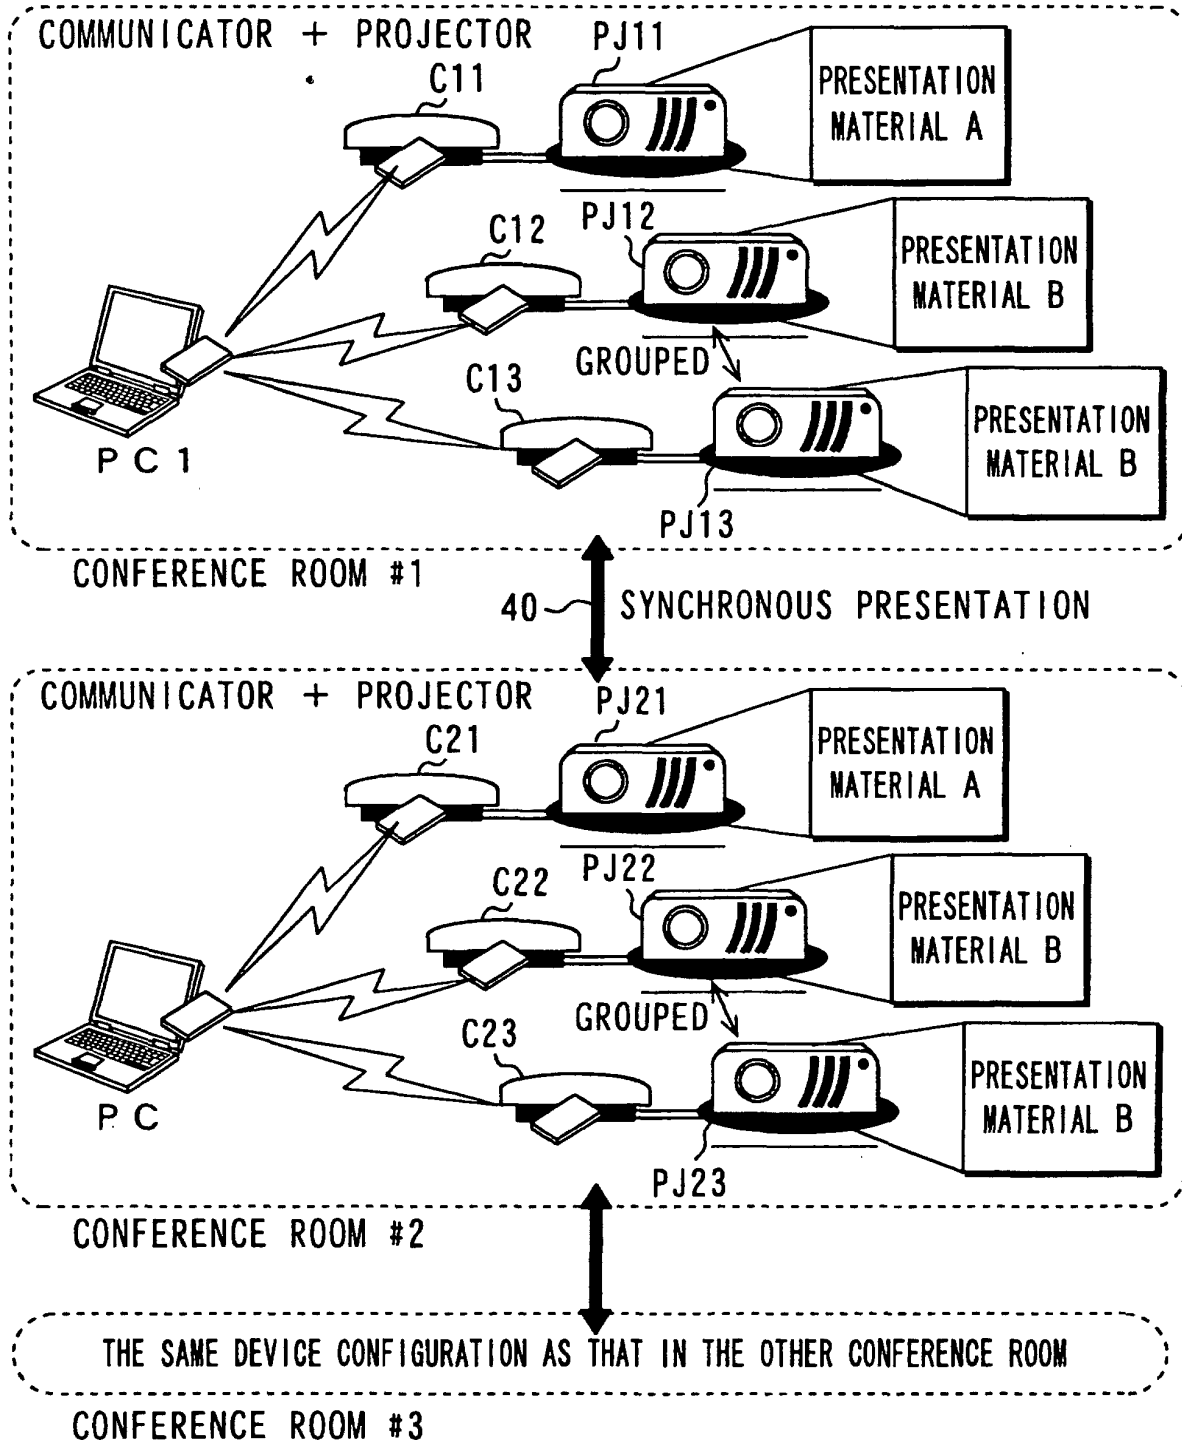 COMMUNICATOR + PROJECTOR
PJ11
C11
PRESENTATION
MATERIAL A
PJ12
C12
PRESENTATION
MATERIAL B
GROUPED
C13
PRESENTATION
MATERIAL B
PC1
PJ13
CONFERENCE ROOM #1
40
SYNCHRONOUS PRESENTATION
COMMUNICATOR + PROJECTOR
PJ21
C21
PRESENTATION
MATERIAL A
PJ22
C22
PRESENTATION
MATERIAL B
GROUPED
C23
PRESENTATION
MATERIAL B
PC
PJ23
CONFERENCE ROOM #2
THE SAME DEVICE CONFIGURATION AS THAT IN THE OTHER CONFERENCE ROOM
CONFERENCE ROOM #3